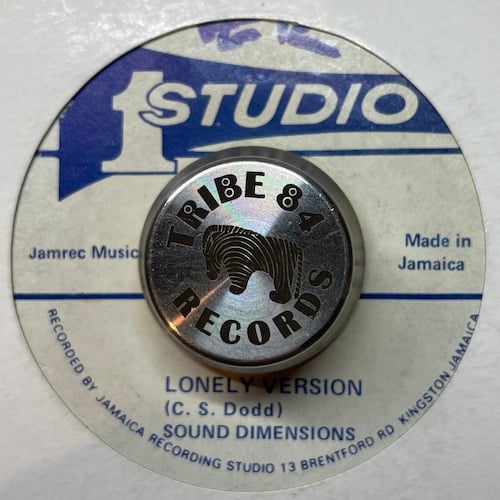 1 STUDIO
TRIBE 84
RECORDS
Jamrec Music
Made in
Jamaica
LONELY VERSION
(C. S. Dodd)
SOUND DIMENSIONS
RECORDED BY JAMAICA RECORDING STUDIO 13 BRENTFORD RD KINGSTON JAMAICA